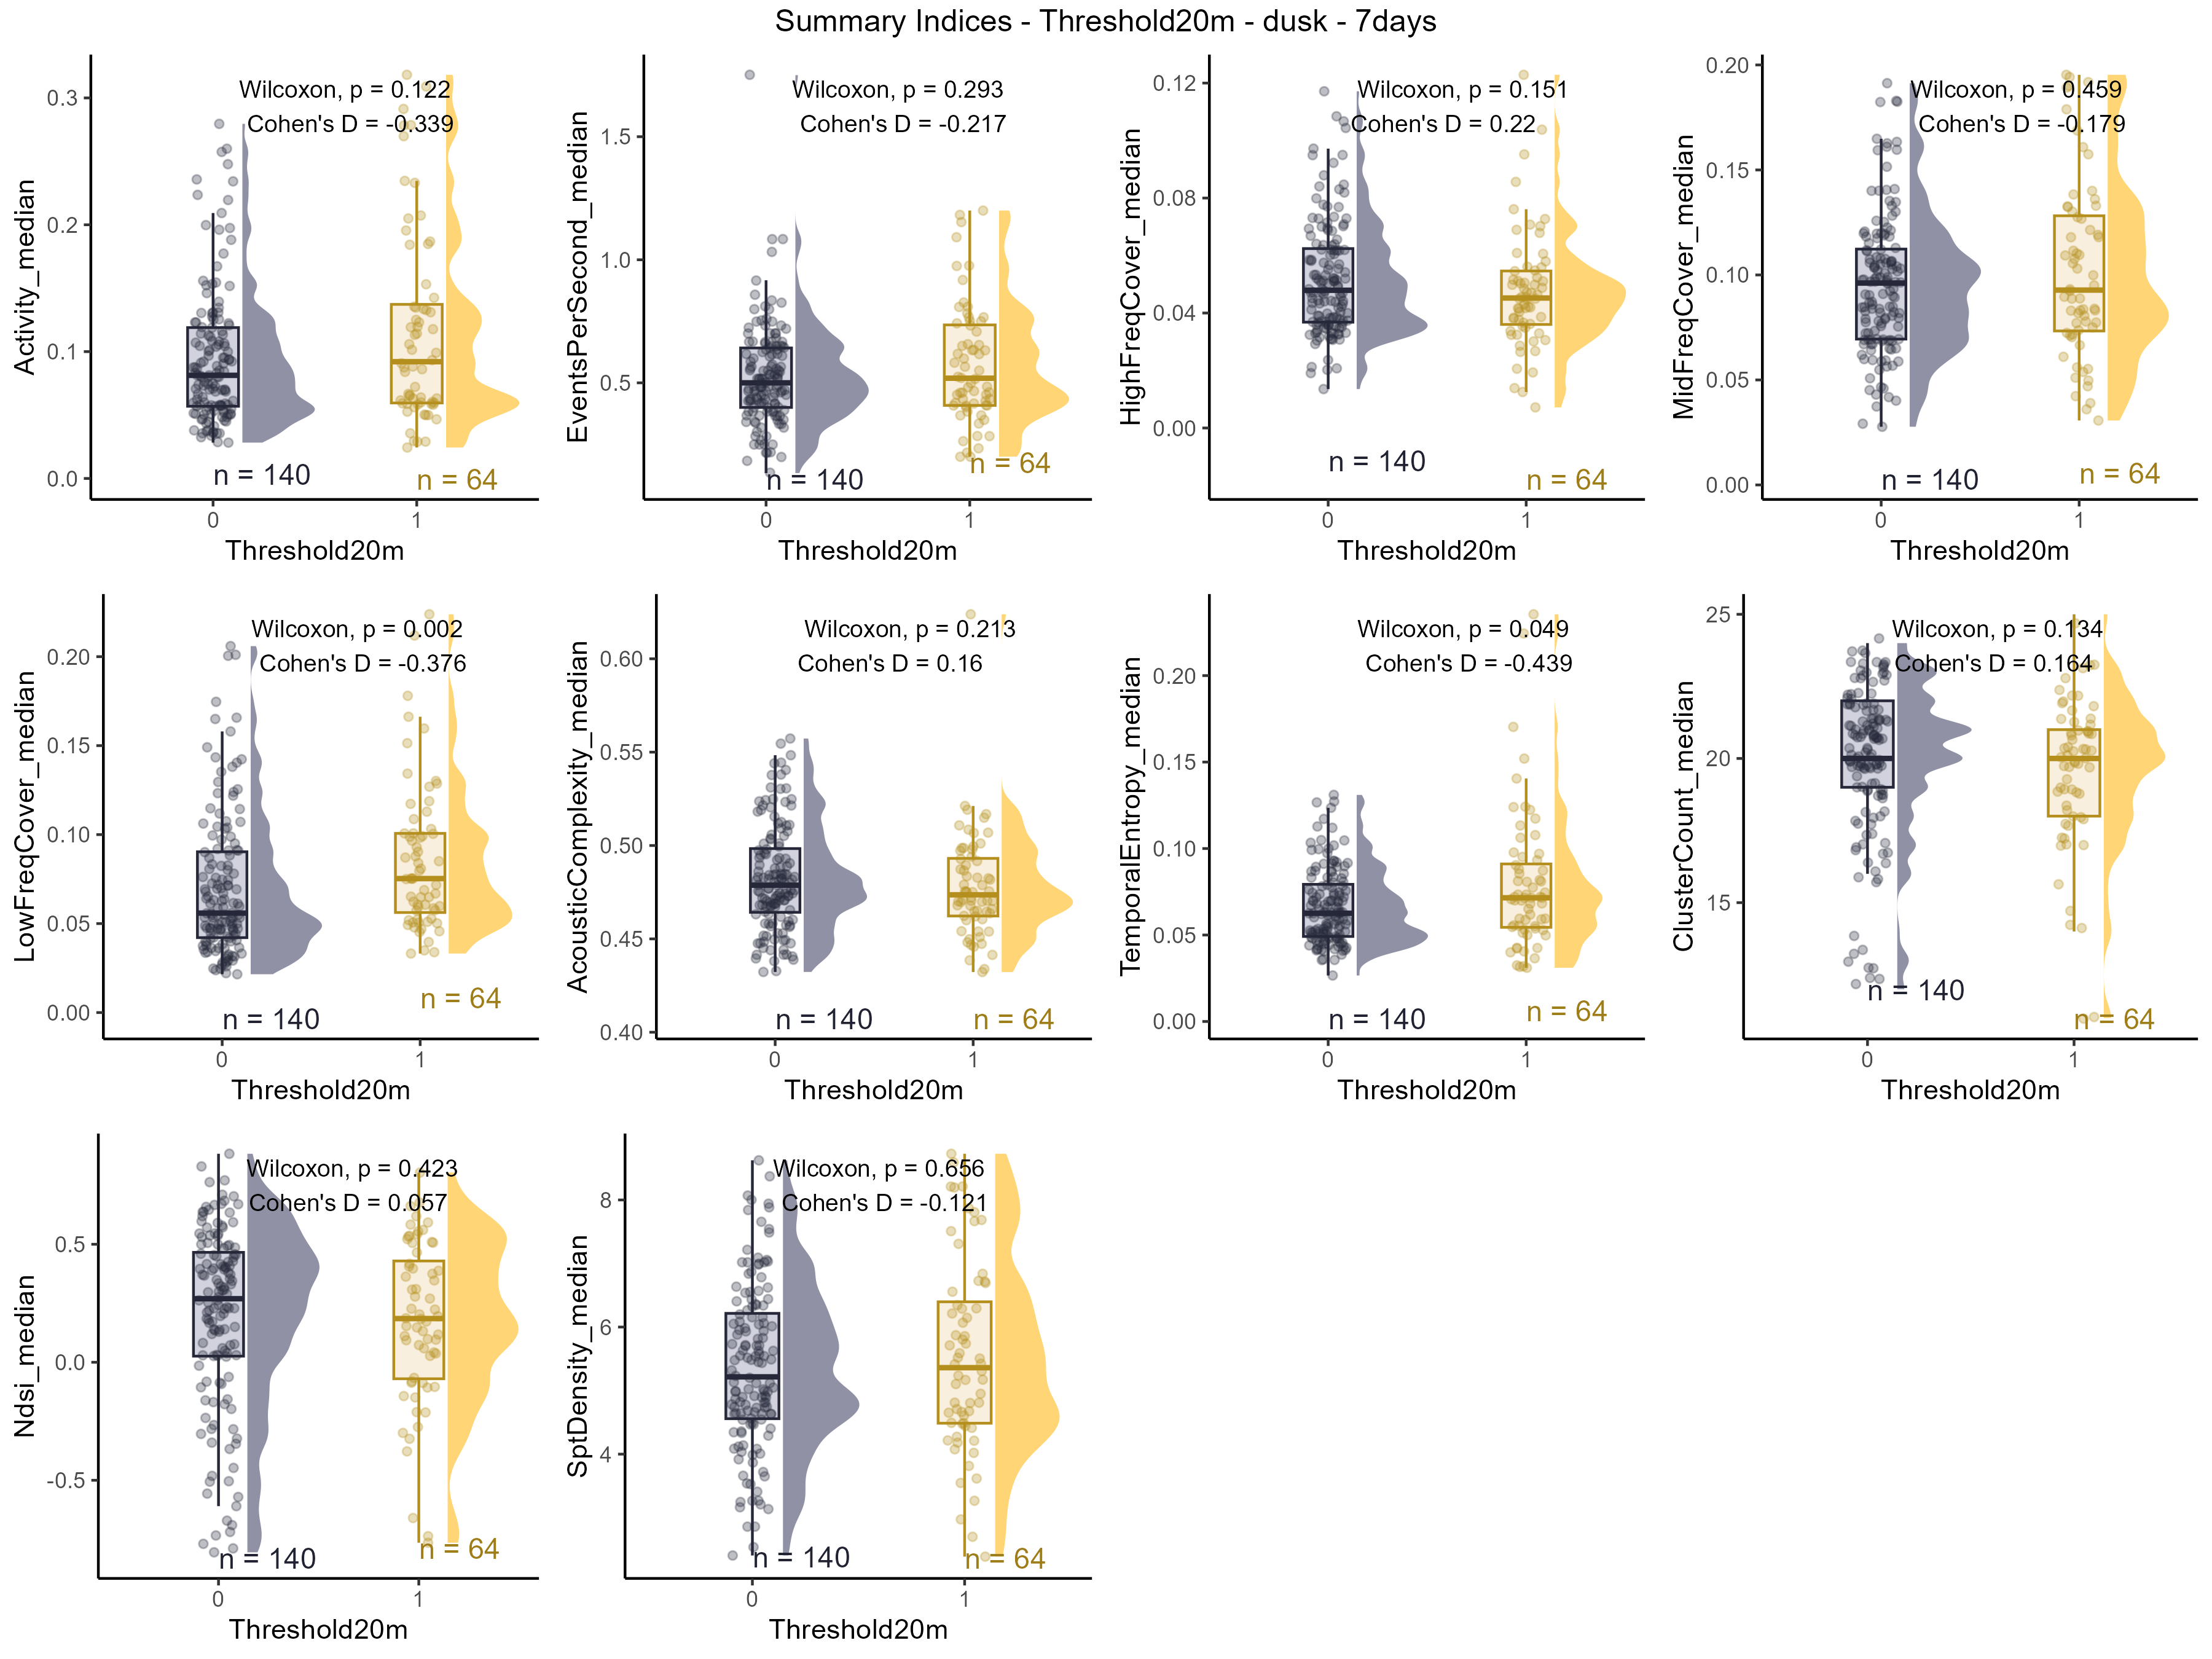 Summary Indices - Threshold20m - dusk - 7days
Activity_median
0.3
0.2
0.1
0.0
Wilcoxon, p = 0.122
Cohen's D = -0.339
n = 140
n = 64
0
1
Threshold20m
EventsPerSecond_median
1.5
1.0
0.5
Wilcoxon, p = 0.293
Cohen's D = -0.217
n = 140
n = 64
0
1
Threshold20m
HighFreqCover_median
0.12
0.08
0.04
0.00
Wilcoxon, p = 0.151
Cohen's D = 0.22
n = 140
n = 64
0
1
Threshold20m
MidFreqCover_median
0.20
0.15
0.10
0.05
0.00
Wilcoxon, p = 0.459
Cohen's D = -0.179
n = 140
n = 64
0
1
Threshold20m
LowFreqCover_median
0.20
0.15
0.10
0.05
0.00
Wilcoxon, p = 0.002
Cohen's D = -0.376
n = 140
n = 64
0
1
Threshold20m
AcousticComplexity_median
0.60
0.55
0.50
0.45
0.40
Wilcoxon, p = 0.213
Cohen's D = 0.16
n = 140
n = 64
0
1
Threshold20m
TemporalEntropy_median
0.20
0.15
0.10
0.05
0.00
Wilcoxon, p = 0.049
Cohen's D = -0.439
n = 140
n = 64
0
1
Threshold20m
ClusterCount_median
25
20
15
Wilcoxon, p = 0.134
Cohen's D = 0.164
n = 140
n = 64
0
1
Threshold20m
Ndsi_median
0.5
0.0
-0.5
Wilcoxon, p = 0.423
Cohen's D = 0.057
n = 140
n = 64
0
1
Threshold20m
SptDensity_median
8
6
4
Wilcoxon, p = 0.656
Cohen's D = -0.121
n = 140
n = 64
0
1
Threshold20m